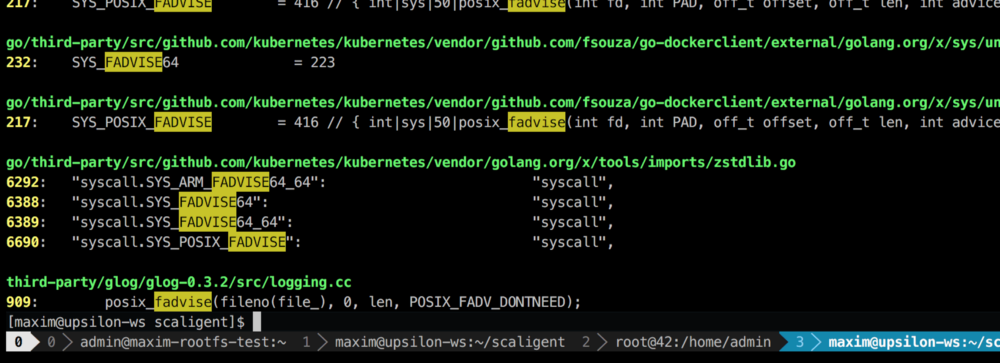 217:    SYS_POSIX_FADVISE        = 416 // { int|sys|50|posix_fadvise(int fd, int PAD, off_t offset, off_t len, int advice
go/third-party/src/github.com/kubernetes/kubernetes/vendor/github.com/fsouza/go-dockerclient/external/golang.org/x/sys/un
232:    SYS_FADVISE64              = 223
go/third-party/src/github.com/kubernetes/kubernetes/vendor/github.com/fsouza/go-dockerclient/external/golang.org/x/sys/un
217:    SYS_POSIX_FADVISE        = 416 // { int|sys|50|posix_fadvise(int fd, int PAD, off_t offset, off_t len, int advice
go/third-party/src/github.com/kubernetes/kubernetes/vendor/golang.org/x/tools/imports/zstdlib.go
6292:   "syscall.SYS_ARM_FADVISE64_64":                         "syscall",
6388:   "syscall.SYS_FADVISE64":                                "syscall",
6389:   "syscall.SYS_FADVISE64_64":                             "syscall",
6690:   "syscall.SYS_POSIX_FADVISE":                            "syscall",
third-party/glog/glog-0.3.2/src/logging.cc
909:        posix_fadvise(fileno(file_), 0, len, POSIX_FADV_DONTNEED);
[maxim@upsilon-ws scaligent]$
0  0  admin@maxim-rootfs-test:~  1  maxim@upsilon-ws:~/scaligent  2  root@42:/home/admin  3  maxim@upsilon-ws:~/sc